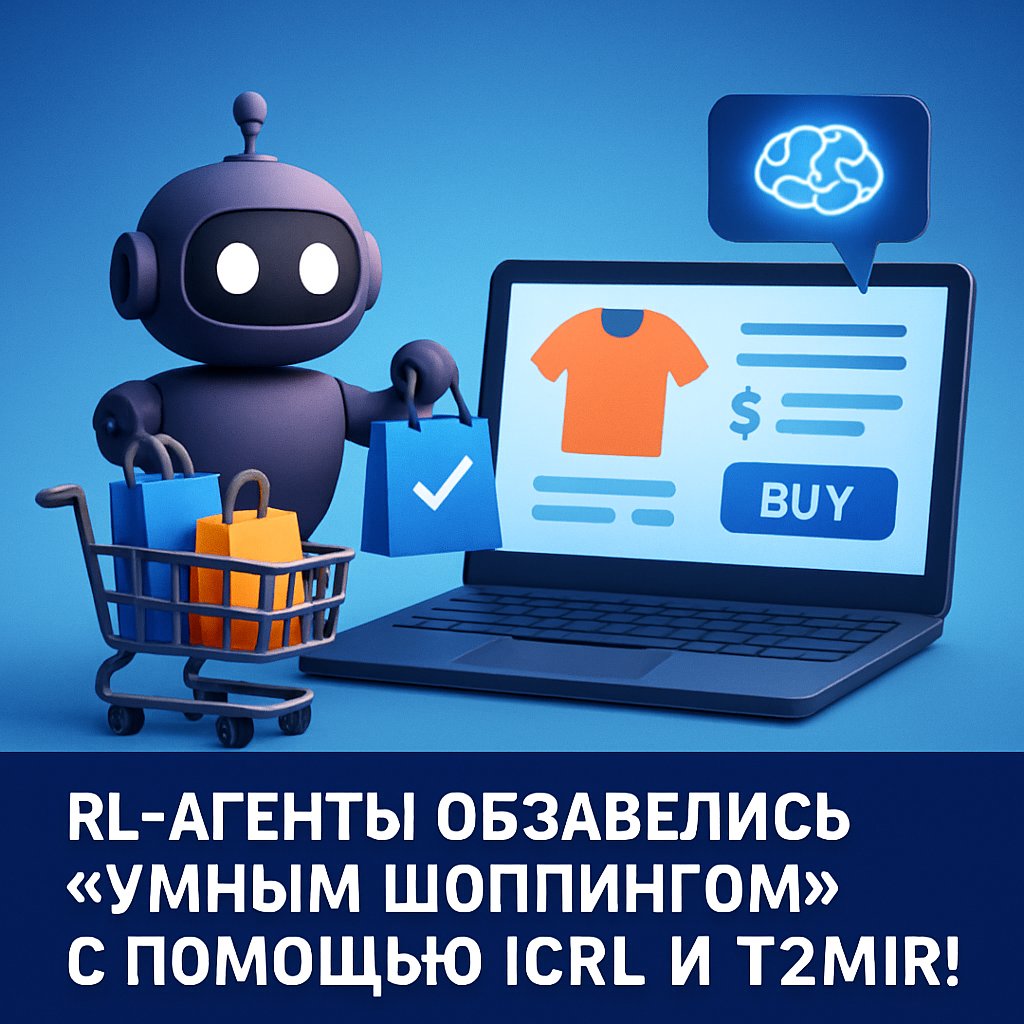 $
BUY
RL-АГЕНТЫ ОБЗАВЕЛИСЬ
«УМНЫМ ШОППИНГОМ»
С ПОМОЩЬЮ ICRL И T2MIR!